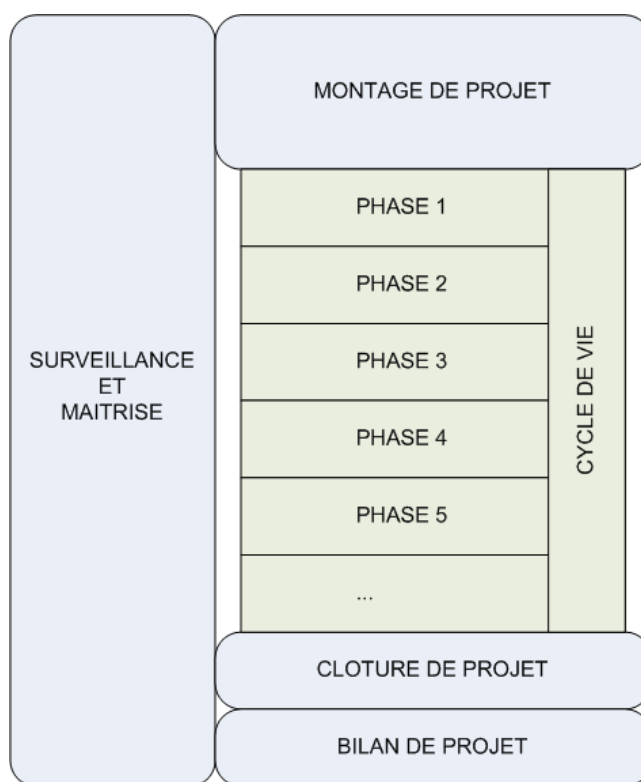 MONTAGE DE PROJET
PHASE 1
PHASE 2
PHASE 3
PHASE 4
PHASE 5
...
CYCLE DE VIE
SURVEILLANCE
ET
MAITRISE
CLOTURE DE PROJET
BILAN DE PROJET